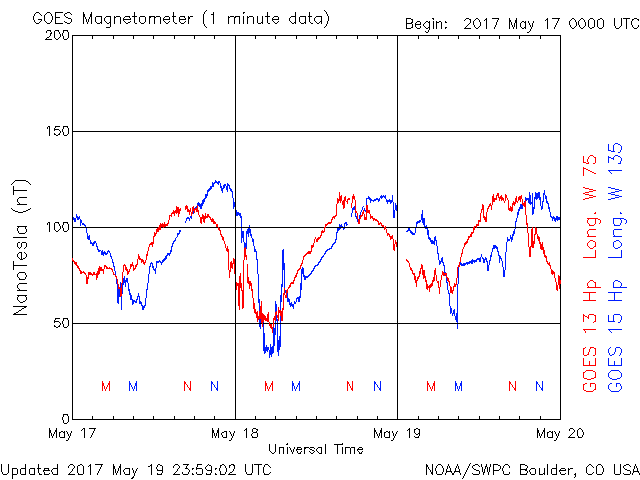 GOES Magnetometer (1 minute data)
Begin: 2017 May 17 0000 UTC
200
150
100
50
0
NanoTesla (nT)
M M N N M M N N M M N N
May 17 May 18 May 19 May 20
Universal Time
GOES 13 Hp Long. W 75
GOES 15 Hp Long. W 135
Updated 2017 May 19 23:59:02 UTC
NOAA/SWPC Boulder, CO USA